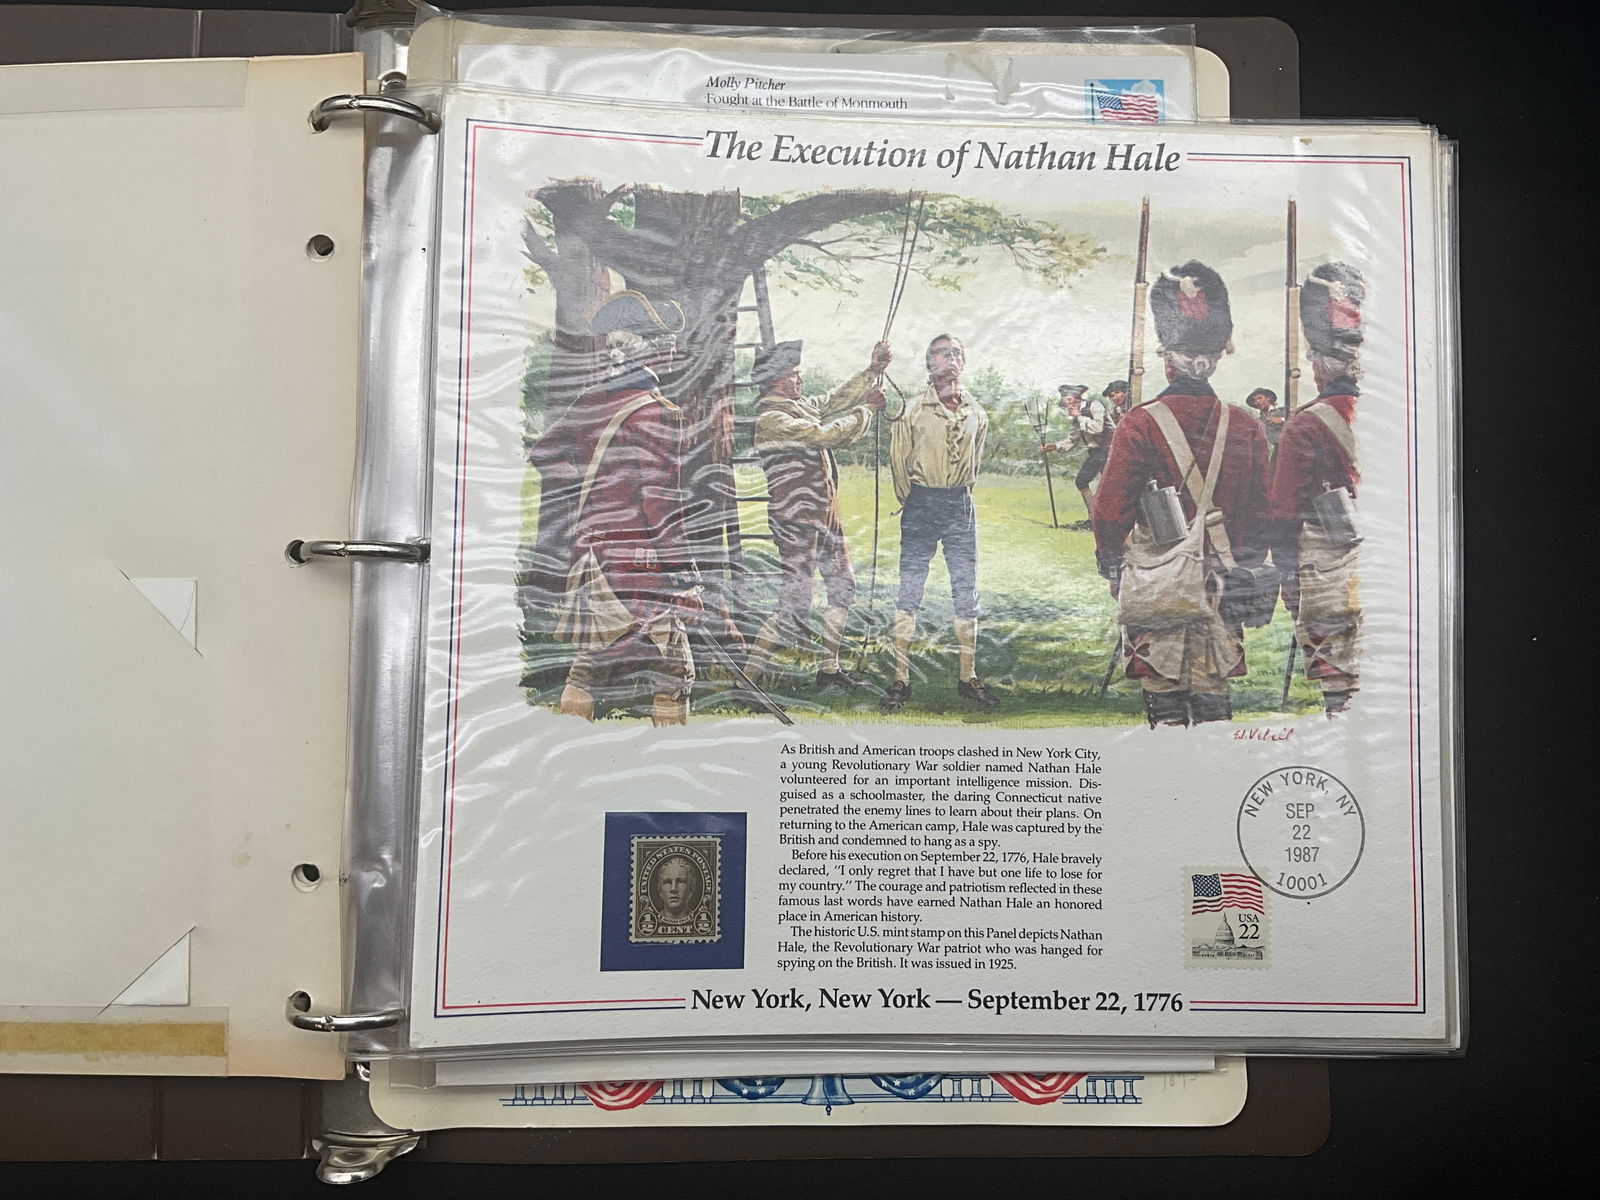 Molly Pitcher
Fought at the Battle of Monmouth
The Execution of Nathan Hale
As British and American troops clashed in New York City,
a young Revolutionary War soldier named Nathan Hale
volunteered for an important intelligence mission. Dis-
guised as a schoolmaster, the daring Connecticut native
penetrated the enemy lines to learn about their plans. On
returning to the American camp, Hale was captured by the
British and condemned to hang as a spy.
Before his execution on September 22, 1776, Hale bravely
declared, "I only regret that I have but one life to lose for
my country." The courage and patriotism reflected in these
famous last words have earned Nathan Hale an honored
place in American history.
The historic U.S. mint stamp on this Panel depicts Nathan
Hale, the Revolutionary War patriot who was hanged for
spying on the British. It was issued in 1925.
UNITED STATES POSTAGE
1/2 1/2
CENT
NEW YORK, NY
SEP
22
1987
10001
USA
22
New York, New York — September 22, 1776